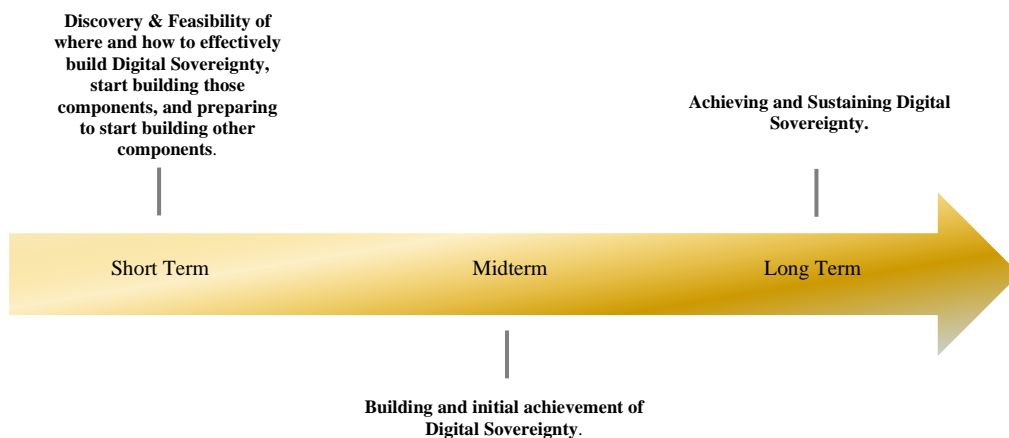 Discovery & Feasibility of
where and how to effectively
build Digital Sovereignty,
start building those
components, and preparing
to start building other
components.
Achieving and Sustaining Digital
Sovereignty.
Short Term
Midterm
Long Term
Building and initial achievement of
Digital Sovereignty.